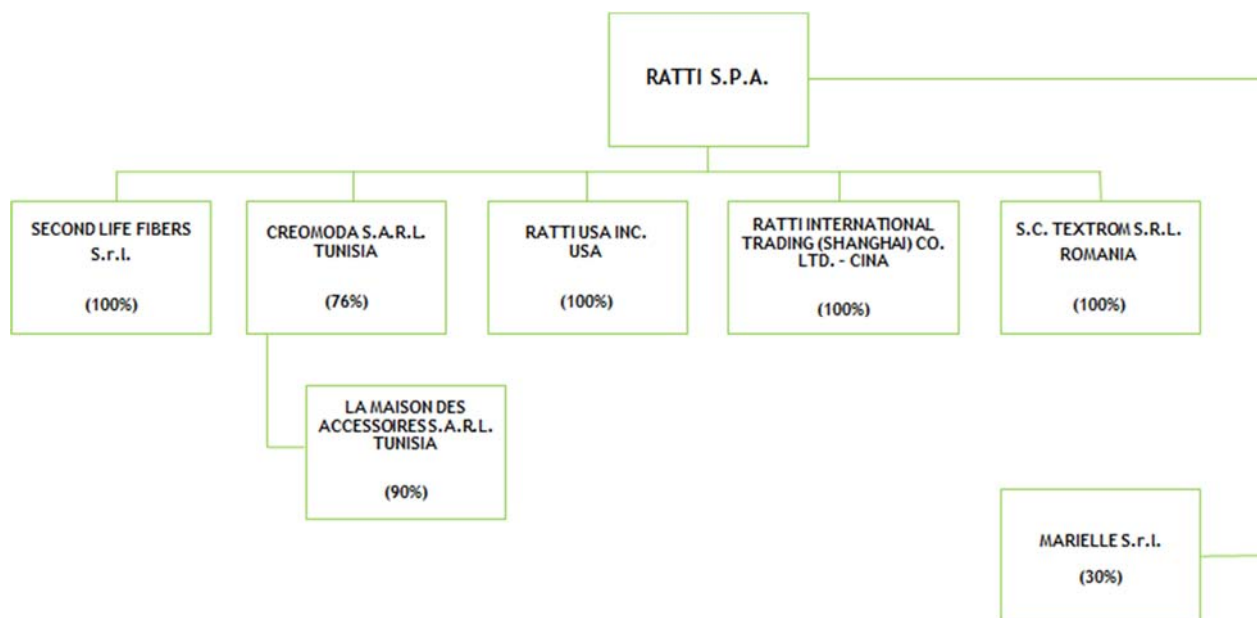 RATTI S.P.A.
SECOND LIFE FIBERS
S.r.l.
(100%)
CREOMODA S.A.R.L.
TUNISIA
(76%)
RATTI USA INC.
USA
(100%)
RATTI INTERNATIONAL
TRADING (SHANGHAI) CO.
LTD. - CINA
(100%)
S.C. TEXTROM S.R.L.
ROMANIA
(100%)
LA MAISON DES
ACCESSOIRES S.A.R.L.
TUNISIA
(90%)
MARIELLE S.r.l.
(30%)